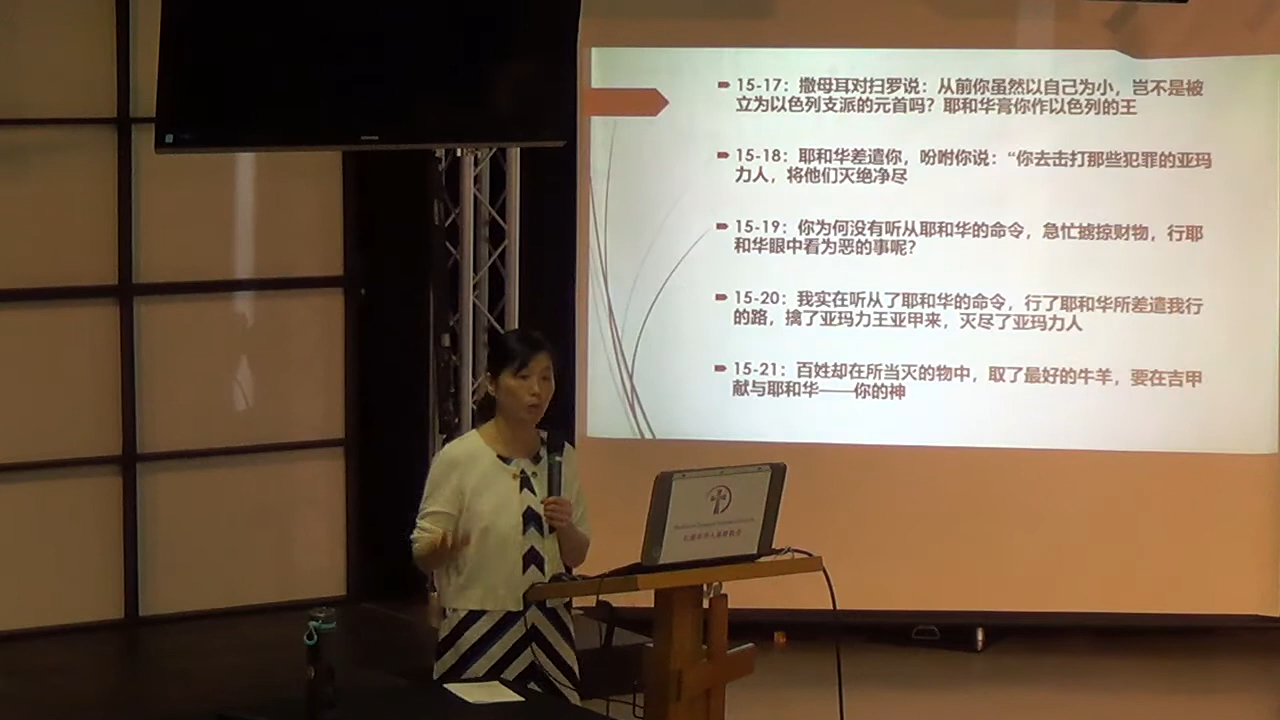 15-17：撒母耳对扫罗说：从前你虽然以自己为小，岂不是被
立为以色列支派的元首吗？耶和华膏你作以色列的王
15-18：耶和华差遣你，吩咐你说：“你去击打那些犯罪的亚玛
力人，将他们灭绝净尽
15-19：你为何没有听从耶和华的命令，急忙掳掠财物，行耶
和华眼中看为恶的事呢？
15-20：我实在听从了耶和华的命令，行了耶和华所差遣我行
的路，擒了亚玛力王亚甲来，灭尽了亚玛力人
15-21：百姓却在所当灭的物中，取了最好的牛羊，要在吉甲
献与耶和华——你的神